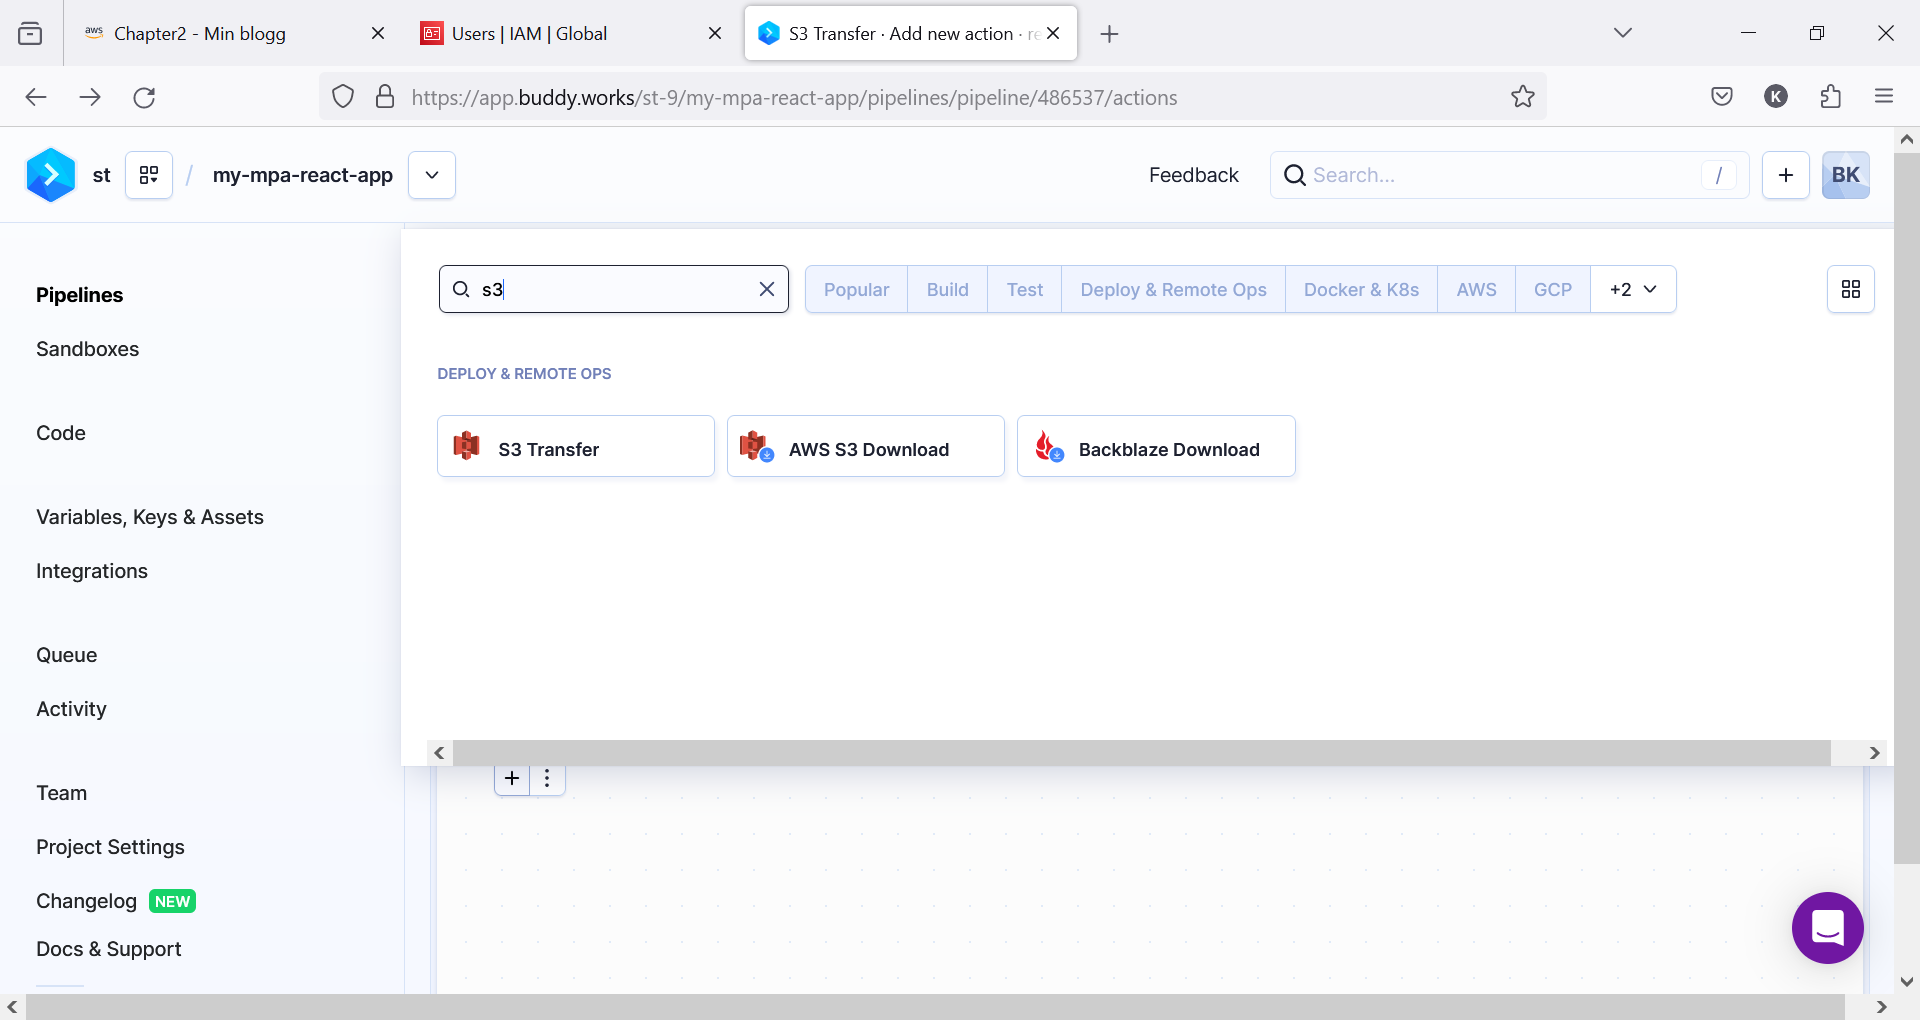 aws Chapter2 - Min blogg
Users | IAM | Global
S3 Transfer · Add new action · re
https://app.buddy.works/st-9/my-mpa-react-app/pipelines/pipeline/486537/actions
K
st / my-mpa-react-app
Feedback
Search...
/
+
BK
Pipelines
Sandboxes
Code
Variables, Keys & Assets
Integrations
Queue
Activity
Team
Project Settings
Changelog NEW
Docs & Support
s3
Popular
Build
Test
Deploy & Remote Ops
Docker & K8s
AWS
GCP
+2
DEPLOY & REMOTE OPS
S3 Transfer
AWS S3 Download
Backblaze Download